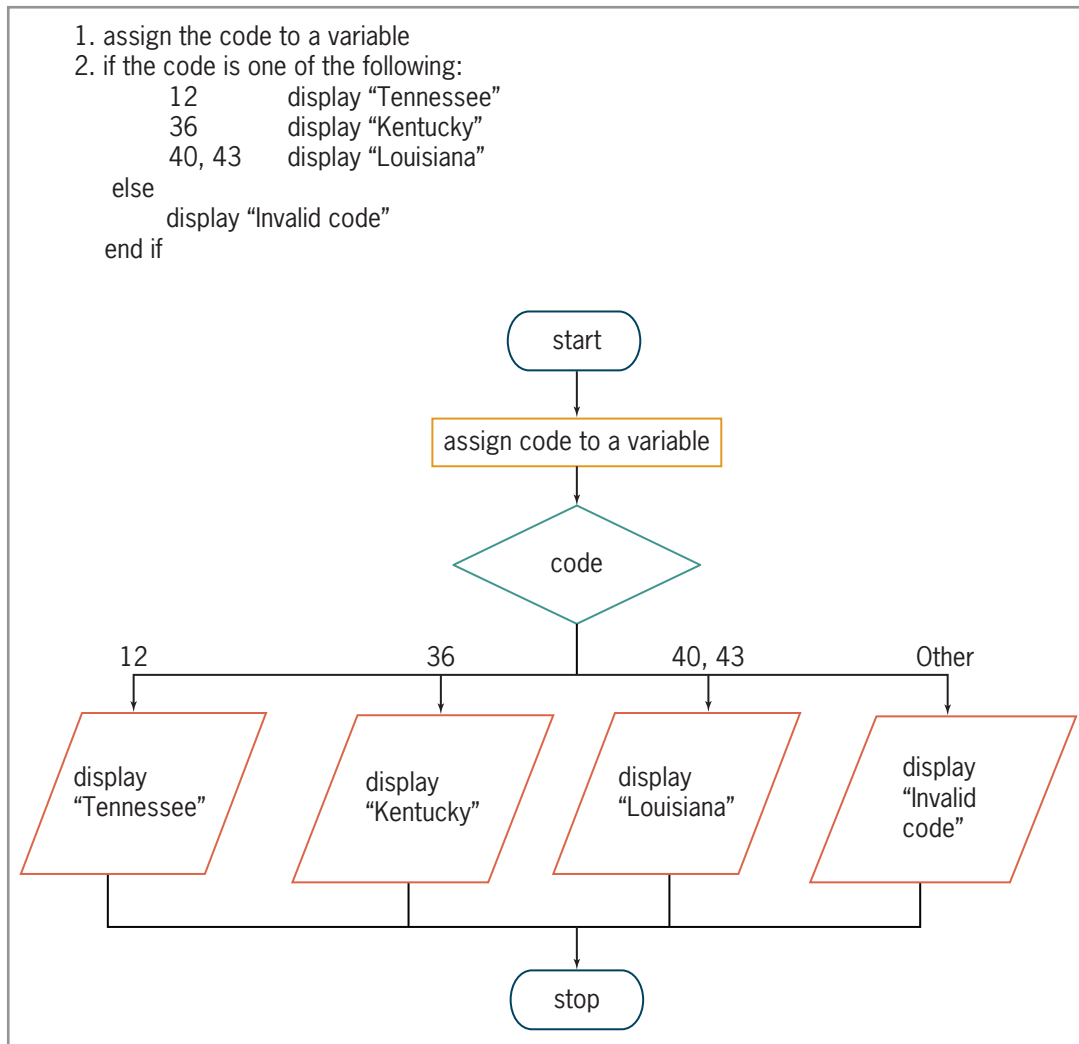 1. assign the code to a variable
2. if the code is one of the following:
12 display “Tennessee”
36 display “Kentucky”
40, 43 display “Louisiana”
else
display “Invalid code”
end if
start
assign code to a variable
code
12 36 40, 43 Other
display
“Tennessee”
display
“Kentucky”
display
“Louisiana”
display
“Invalid
code”
stop